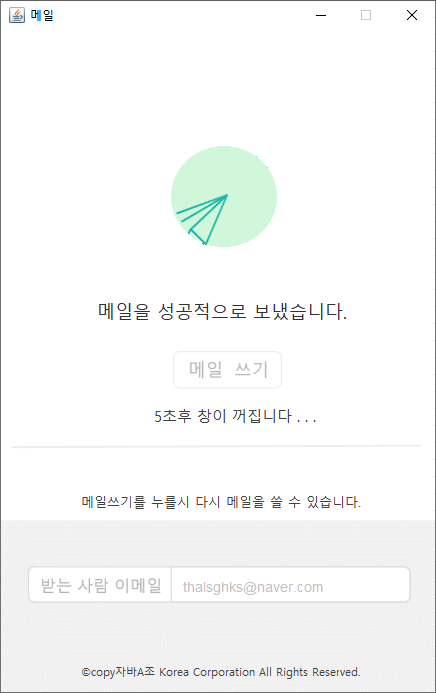 메일
메일을 성공적으로 보냈습니다.
메일 쓰기
5초후 창이 꺼집니다 . . .
메일쓰기를 누를시 다시 메일을 쓸 수 있습니다.
받는 사람 이메일 thalsghks@naver.com
©copy자바A조 Korea Corporation All Rights Reserved.